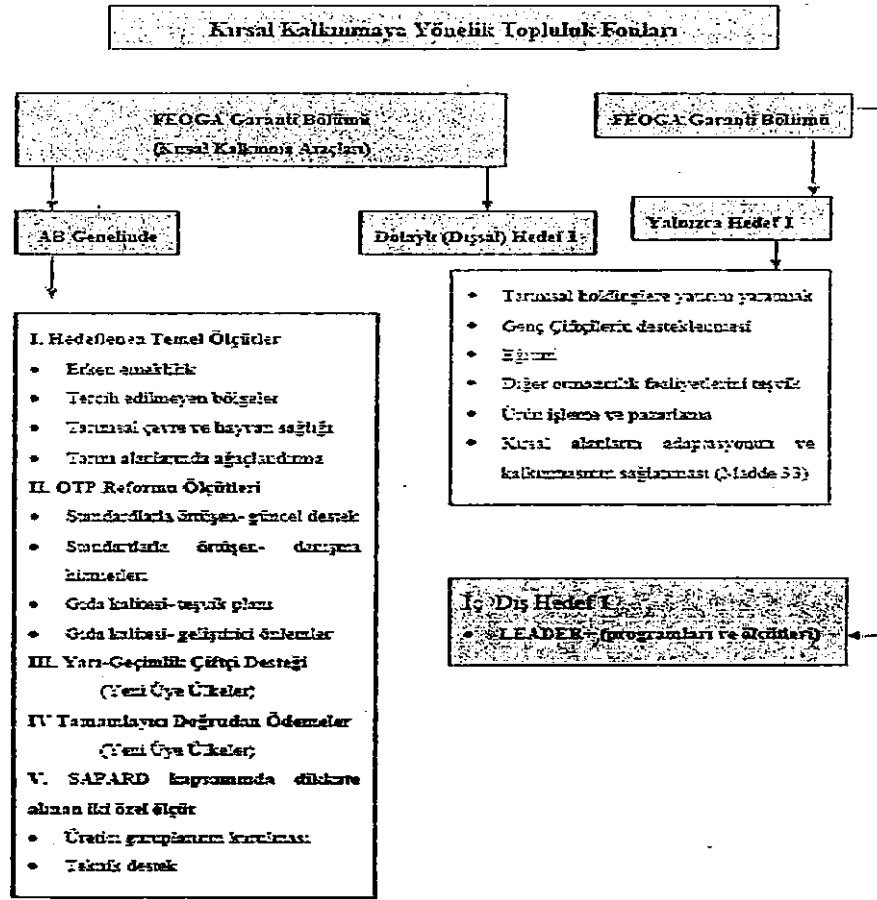 Kırsal Kalkınmaya Yönelik Topluluk Fonları
FEOGA Garanti Bölümü
(Kırsal Kalkınma Araçları)
FEOGA Garanti Bölümü
AB Genelinde
Dolaylı (Dışsal) Hedef 1
Yalnızca Hedef 1
I. Hedeflenen Temel Ölçütler
• Erken emeklilik
• Tercih edilmeyen bölgeler
• Tarımsal çevre ve hayvan sağlığı
• Tarım alanlarında ağaçlandırma
II. OTP Reformu Ölçütleri
• Standardlarla örtüşen- güncel destek
• Standartlarla örtüşen- danışma
hizmetleri
• Gıda kalitesi- teşvik planı
• Gıda kalitesi- geliştirici önlemler
III. Yarı-Geçimlik Çiftçi Desteği
(Yeni Üye Ülkeler)
IV Tamamlayıcı Doğrudan Ödemeler
(Yeni Üye Ülkeler)
V. SAPARD kapsamında dikkate
alınan iki özel ölçüt
• Üretim guruplarının kurulması
• Teknik destek
• Tarımsal holdinglere yatırım yapmak
• Genç Çiftçilerin desteklenmesi
• Eğitim
• Diğer ormancılık faaliyetlerini teşvik
• Ürün işleme ve pazarlama
• Kırsal alanların adaptasyonun ve
kalkınmasının sağlanması (Madde 33)
İç/Dış Hedef 1
• LEADER+ (programları ve ölçütleri)